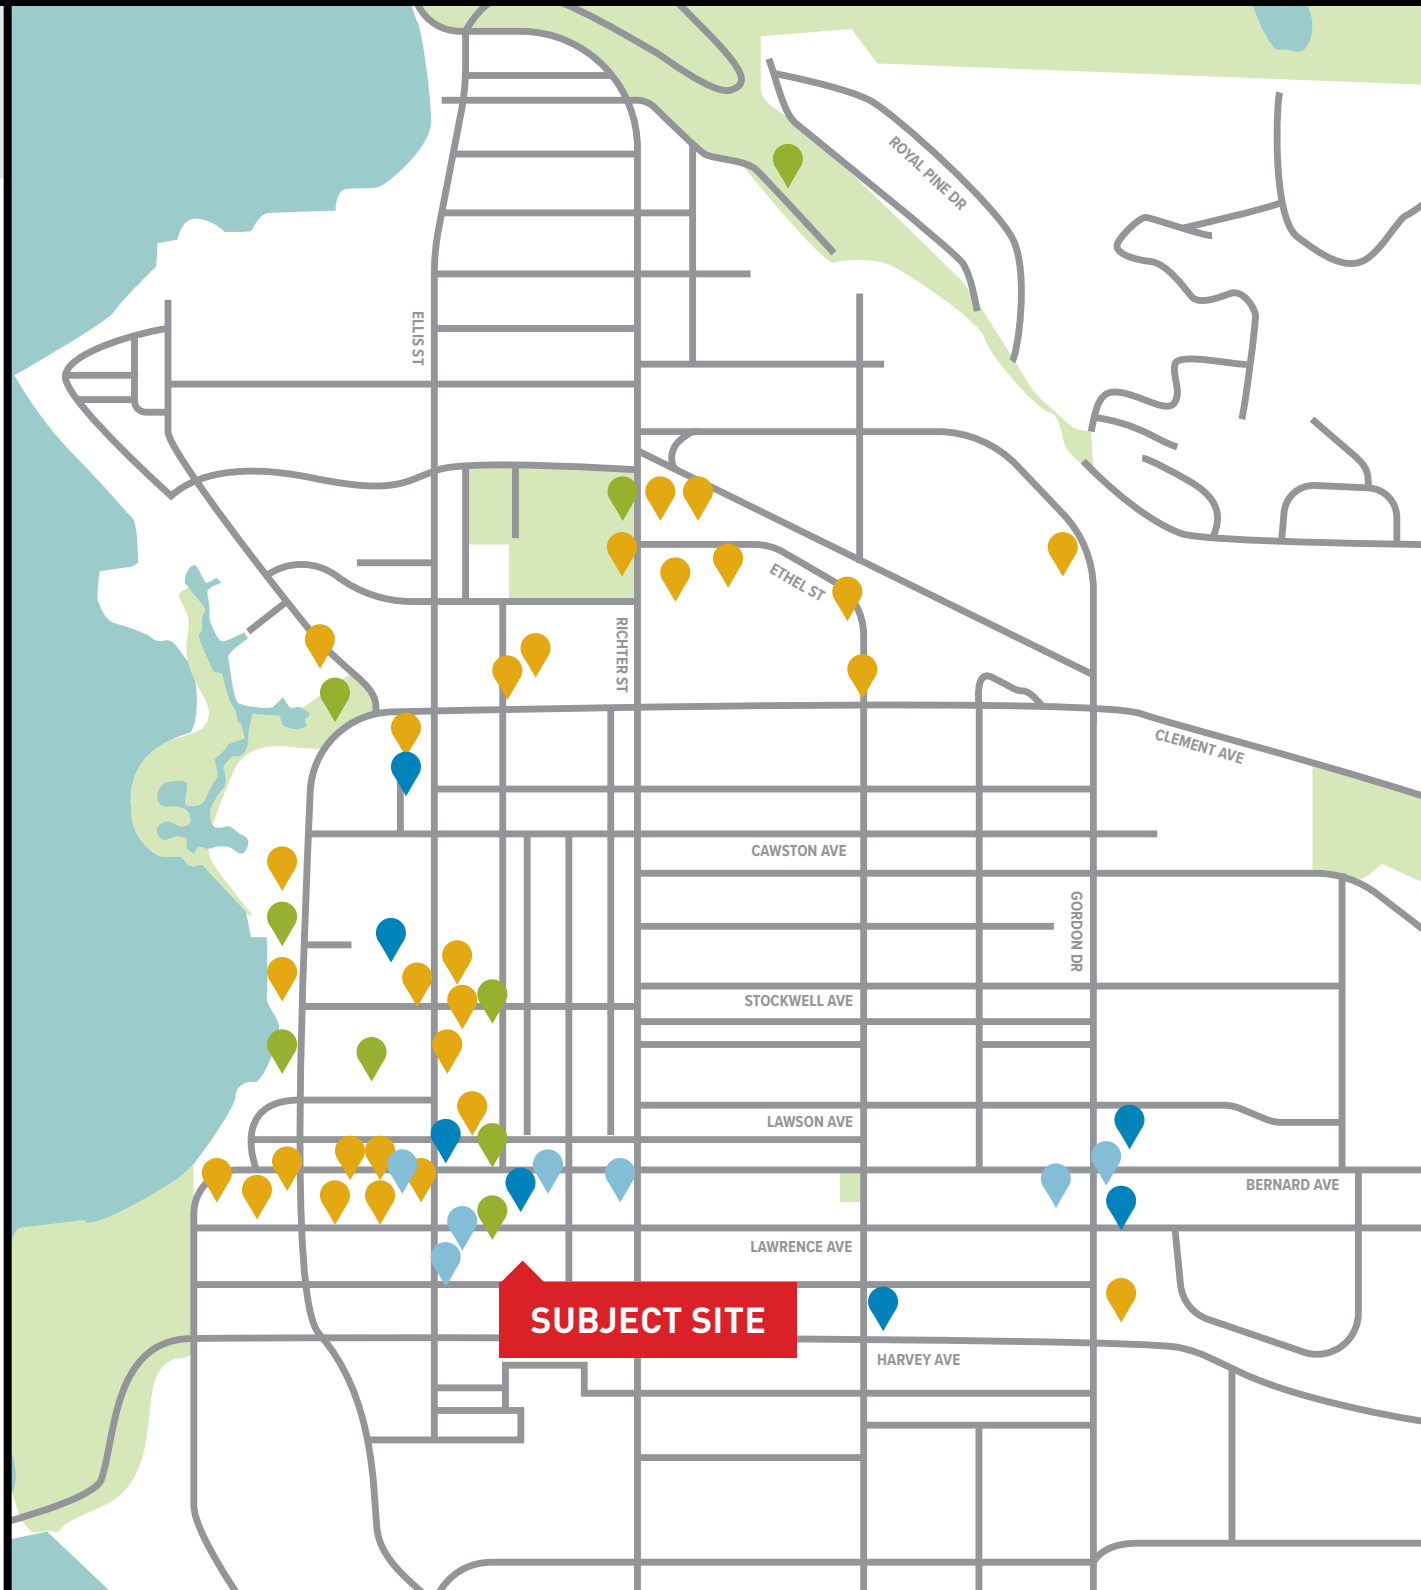 ROYAL PINE DR
ELLIS ST
ETHEL ST
RICHTER ST
CLEMENT AVE
CAWSTON AVE
GORDON DR
STOCKWELL AVE
LAWSON AVE
BERNARD AVE
LAWRENCE AVE
SUBJECT SITE
HARVEY AVE